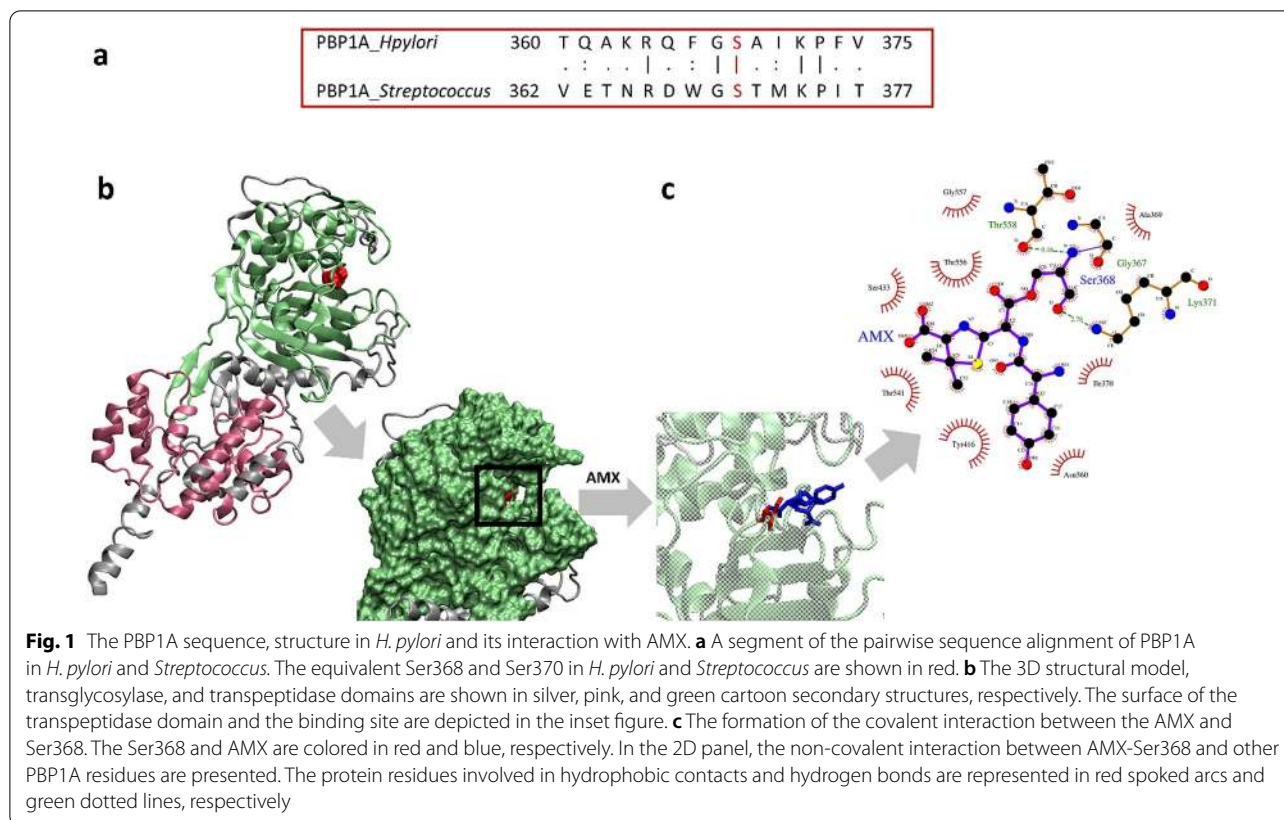 a
PBP1A_Hpylori 360 T Q A K R Q F G S A I K P F V 375
. : . . | . : | | . : | | . .
PBP1A_Streptococcus 362 V E T N R D W G S T M K P I T 377
b
AMX
c
Gly557
Thr558
Ala369
Gly367
Thr556
Ser368
Ser433
Lys371
AMX
2.70
Ile370
Thr541
Tyr416
Fig. 1 The PBP1A sequence, structure in H. pylori and its interaction with AMX. a A segment of the pairwise sequence alignment of PBP1A
in H. pylori and Streptococcus. The equivalent Ser368 and Ser370 in H. pylori and Streptococcus are shown in red. b The 3D structural model,
transglycosylase, and transpeptidase domains are shown in silver, pink, and green cartoon secondary structures, respectively. The surface of the
transpeptidase domain and the binding site are depicted in the inset figure. c The formation of the covalent interaction between the AMX and
Ser368. The Ser368 and AMX are colored in red and blue, respectively. In the 2D panel, the non-covalent interaction between AMX-Ser368 and other
PBP1A residues are presented. The protein residues involved in hydrophobic contacts and hydrogen bonds are represented in red spoked arcs and
green dotted lines, respectively